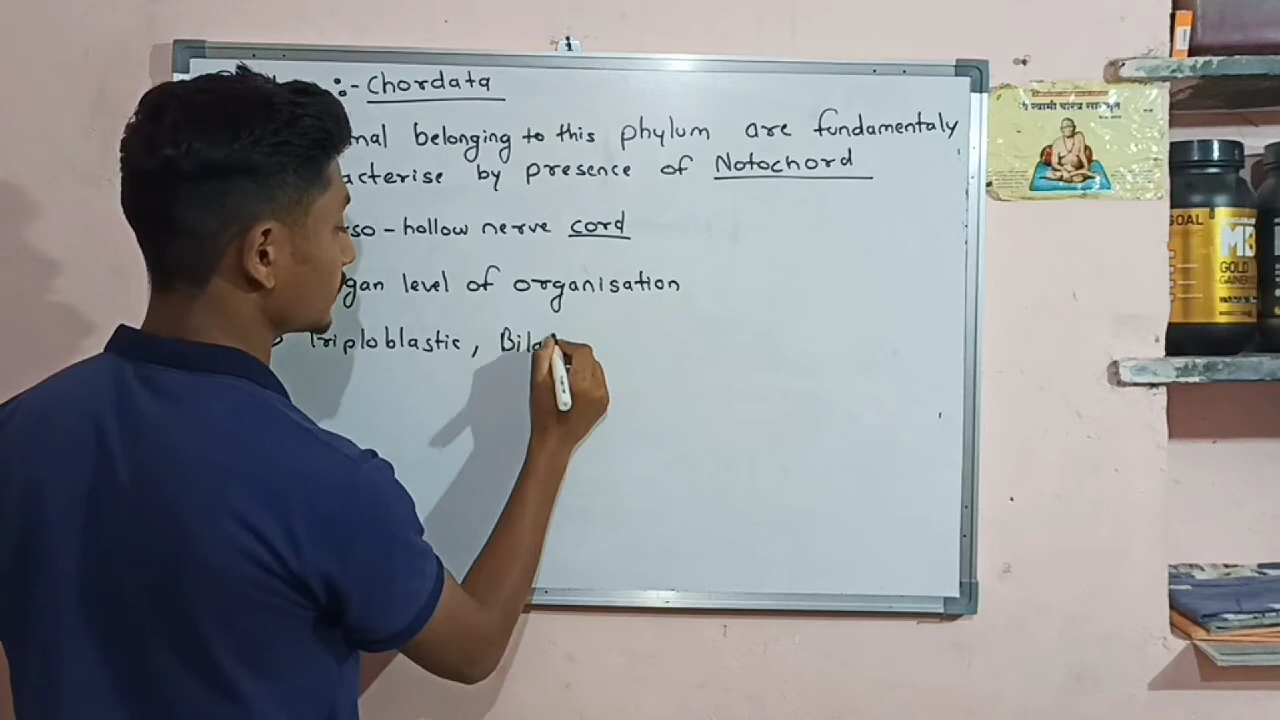 :- Chordata
nal belonging to this phylum are fundamentaly
acterise by presence of Notochord
so - hollow nerve cord
gan level of organisation
Triploblastic, Bila
GOAL
GOLD